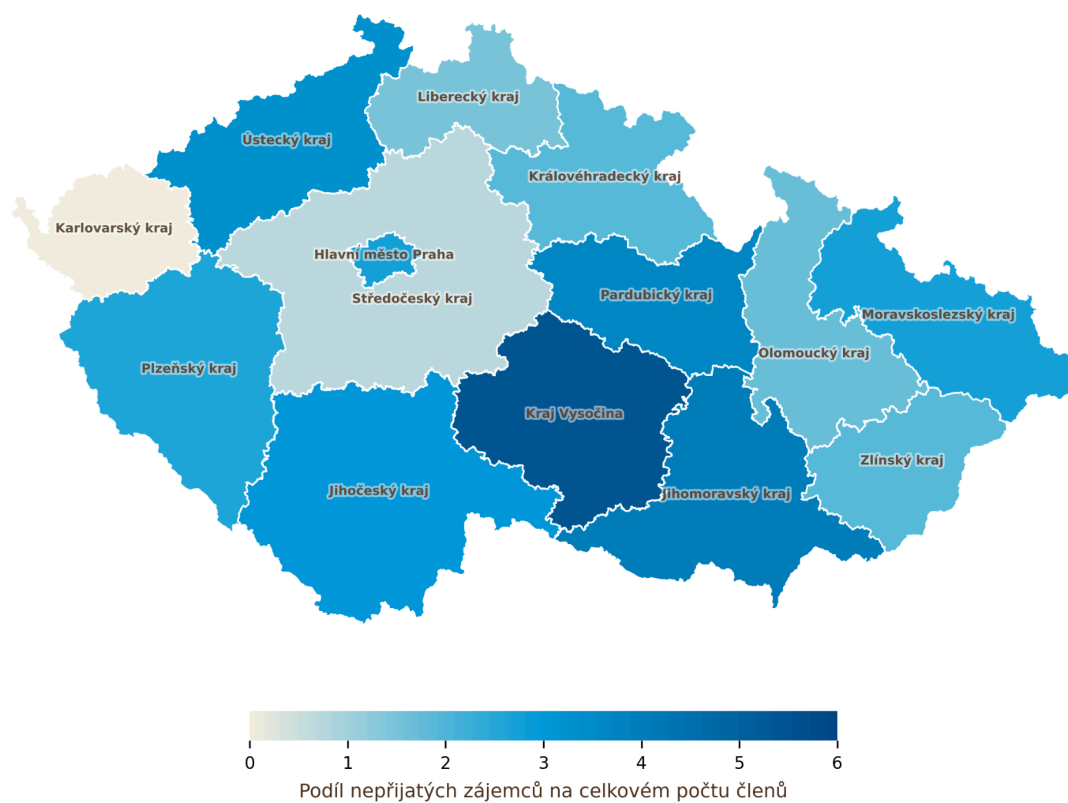 Liberecký kraj
Ústecký kraj
Královéhradecký kraj
Karlovarský kraj
Hlavní město Praha
Středočeský kraj
Pardubický kraj
Moravskoslezský kraj
Olomoucký kraj
Plzeňský kraj
Kraj Vysočina
Zlínský kraj
Jihočeský kraj
Jihomoravský kraj
0 1 2 3 4 5 6
Podíl nepřijatých zájemců na celkovém počtu členů